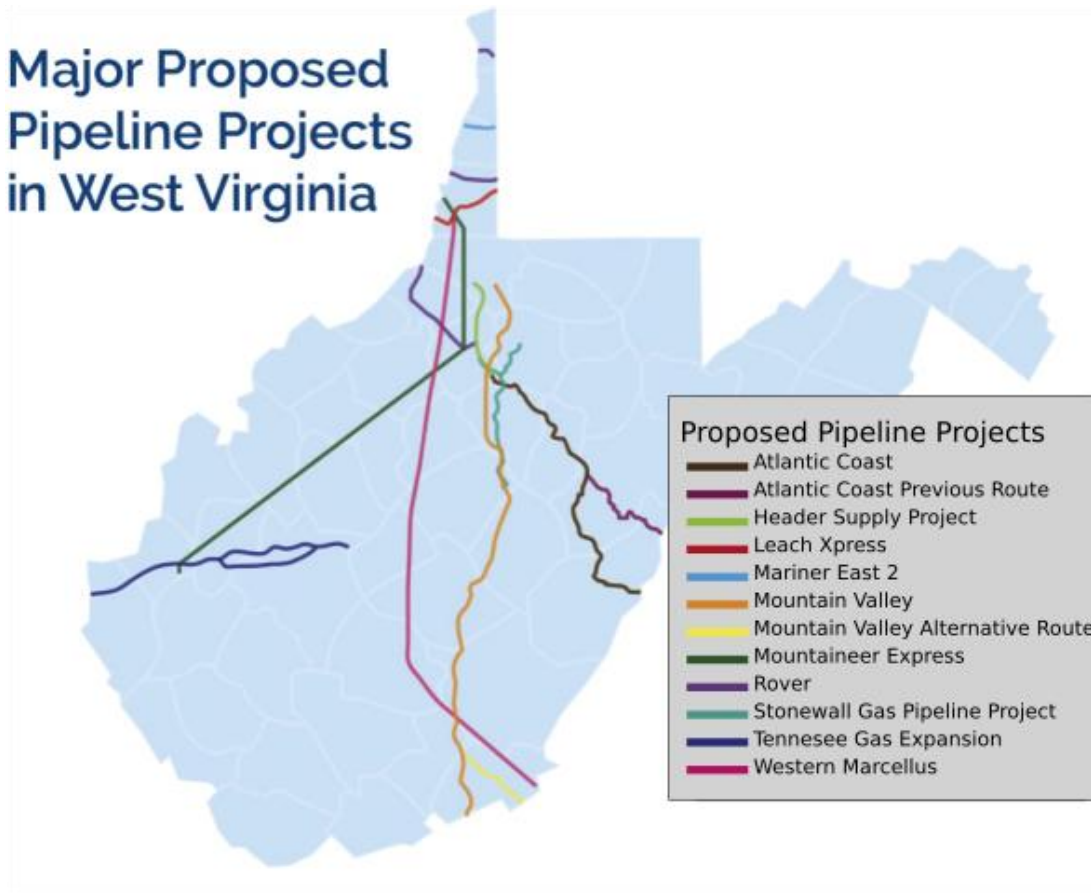 Major Proposed
Pipeline Projects
in West Virginia
Proposed Pipeline Projects
Atlantic Coast
Atlantic Coast Previous Route
Header Supply Project
Leach Xpress
Mariner East 2
Mountain Valley
Mountain Valley Alternative Route
Mountaineer Express
Rover
Stonewall Gas Pipeline Project
Tennesee Gas Expansion
Western Marcellus